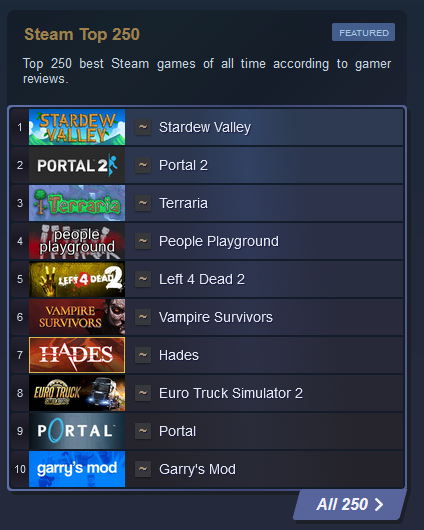 Steam Top 250
FEATURED
Top 250 best Steam games of all time according to gamer
reviews.
1 STARDEW VALLEY ~ Stardew Valley
2 PORTAL 2 ~ Portal 2
3 Terraria ~ Terraria
4 people playground ~ People Playground
5 LEFT 4 DEAD 2 ~ Left 4 Dead 2
6 VAMPIRE SURVIVORS ~ Vampire Survivors
7 HADES ~ Hades
8 EURO TRUCK SIMULATOR 2 ~ Euro Truck Simulator 2
9 PORTAL ~ Portal
10 garry's mod ~ Garry's Mod
All 250 >